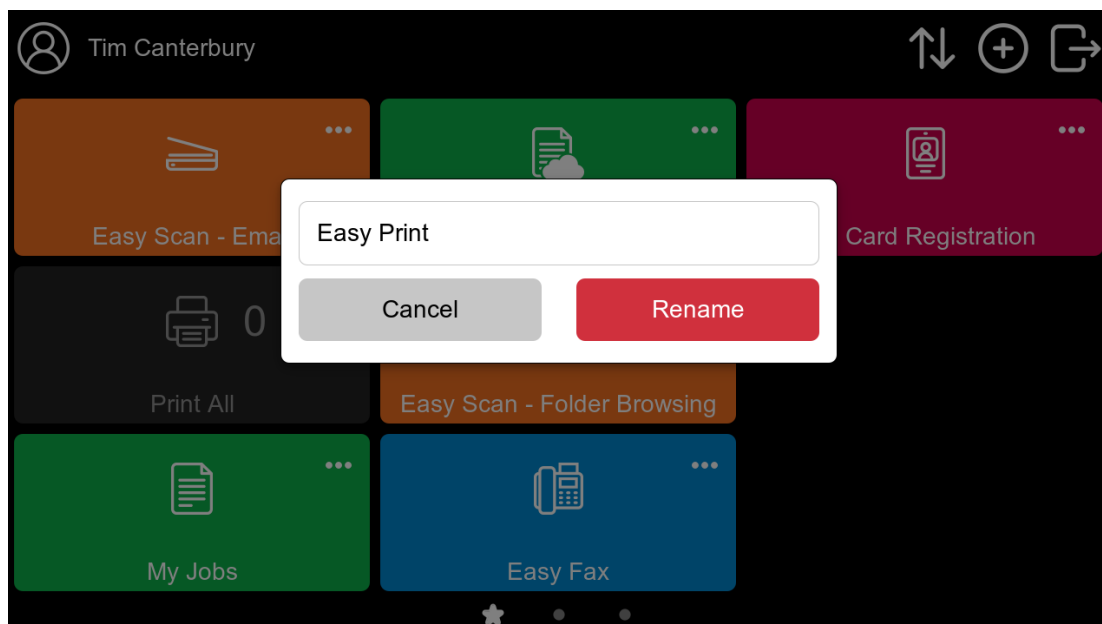 Tim Canterbury
Easy Scan - Ema
Card Registration
Easy Print
Cancel
Rename
0
Print All
Easy Scan - Folder Browsing
My Jobs
Easy Fax